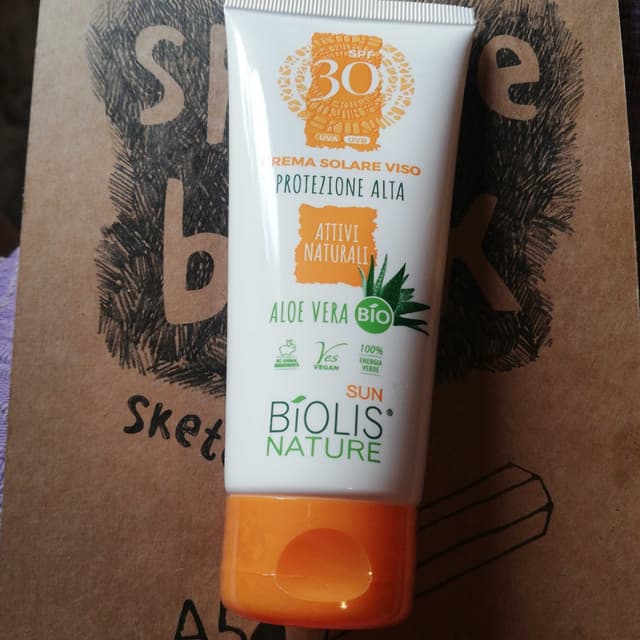 SPF
30
UVA UVB
CREMA SOLARE VISO
PROTEZIONE ALTA
ATTIVI
NATURALI
ALOE VERA BIO
Yes
VEGAN
100%
ENERGIA
VERDE
SUN
BiOLIS®
NATURE
A5